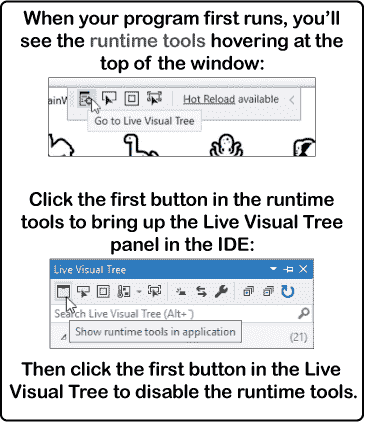 When your program first runs, you’ll
see the runtime tools hovering at the
top of the window:
ainW
Hot Reload available
Go to Live Visual Tree
Click the first button in the runtime
tools to bring up the Live Visual Tree
panel in the IDE:
Live Visual Tree
Search Live Visual Tree (Alt+`)
Show runtime tools in application
(21)
Then click the first button in the Live
Visual Tree to disable the runtime tools.